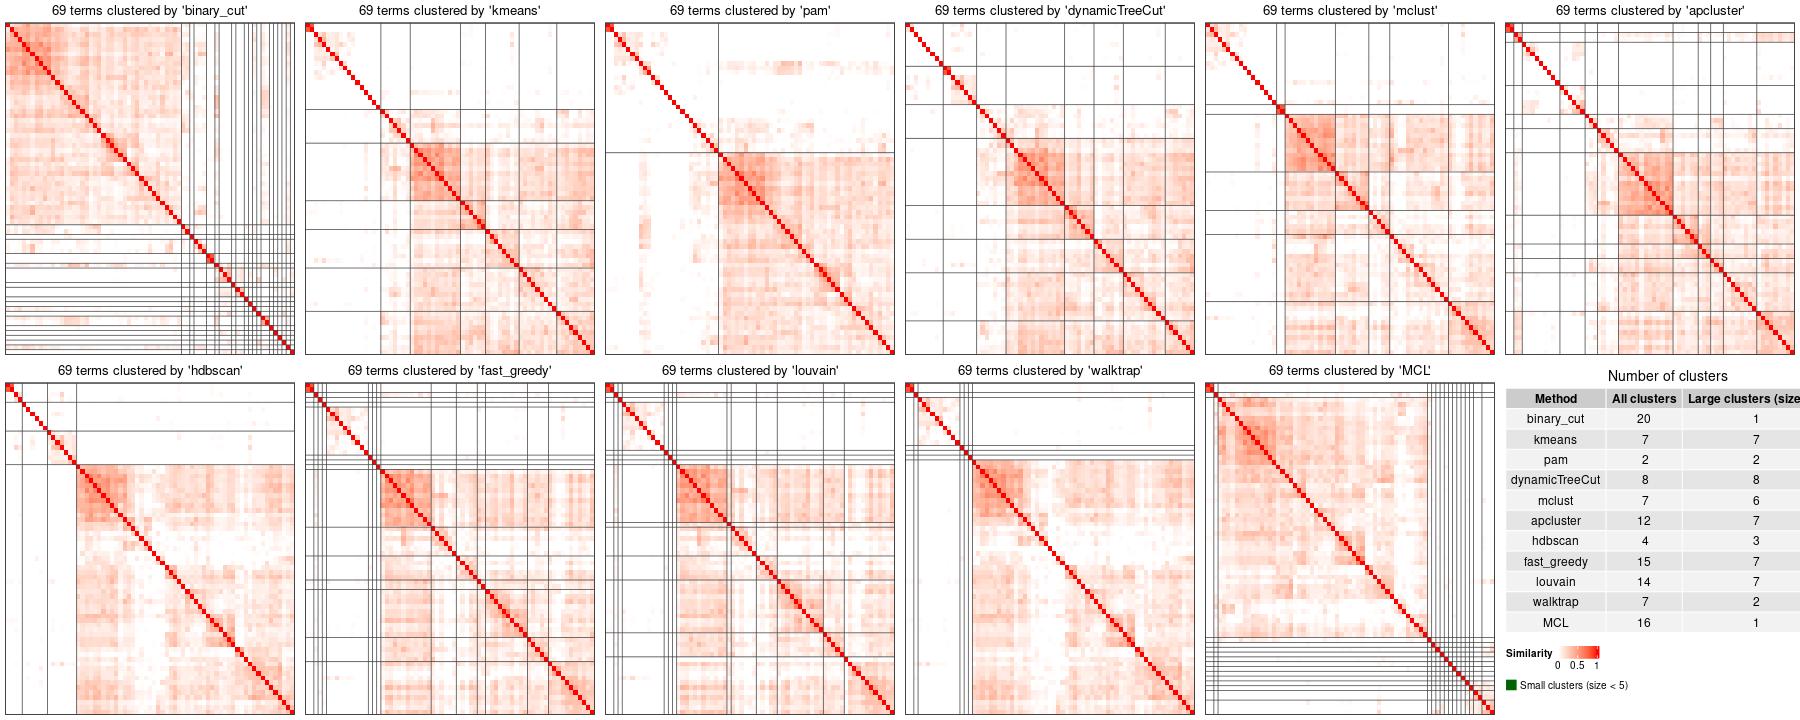 69 terms clustered by 'binary_cut'
69 terms clustered by 'kmeans'
69 terms clustered by 'pam'
69 terms clustered by 'dynamicTreeCut'
69 terms clustered by 'mclust'
69 terms clustered by 'apcluster'
69 terms clustered by 'hdbscan'
69 terms clustered by 'fast_greedy'
69 terms clustered by 'louvain'
69 terms clustered by 'walktrap'
69 terms clustered by 'MCL'
Number of clusters
Method All clusters Large clusters (size
binary_cut 20 1
kmeans 7 7
pam 2 2
dynamicTreeCut 8 8
mclust 7 6
apcluster 12 7
hdbscan 4 3
fast_greedy 15 7
louvain 14 7
walktrap 7 2
MCL 16 1
Similarity
0 0.5 1
Small clusters (size < 5)